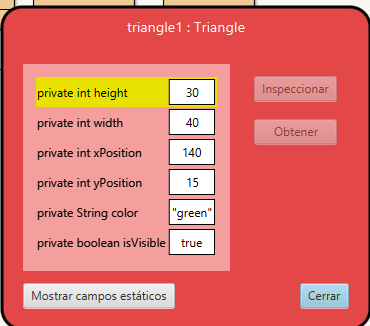 triangle1 : Triangle
private int height 30
Inspeccionar
private int width 40
Obtener
private int xPosition 140
private int yPosition 15
private String color "green"
private boolean isVisible true
Mostrar campos estáticos
Cerrar